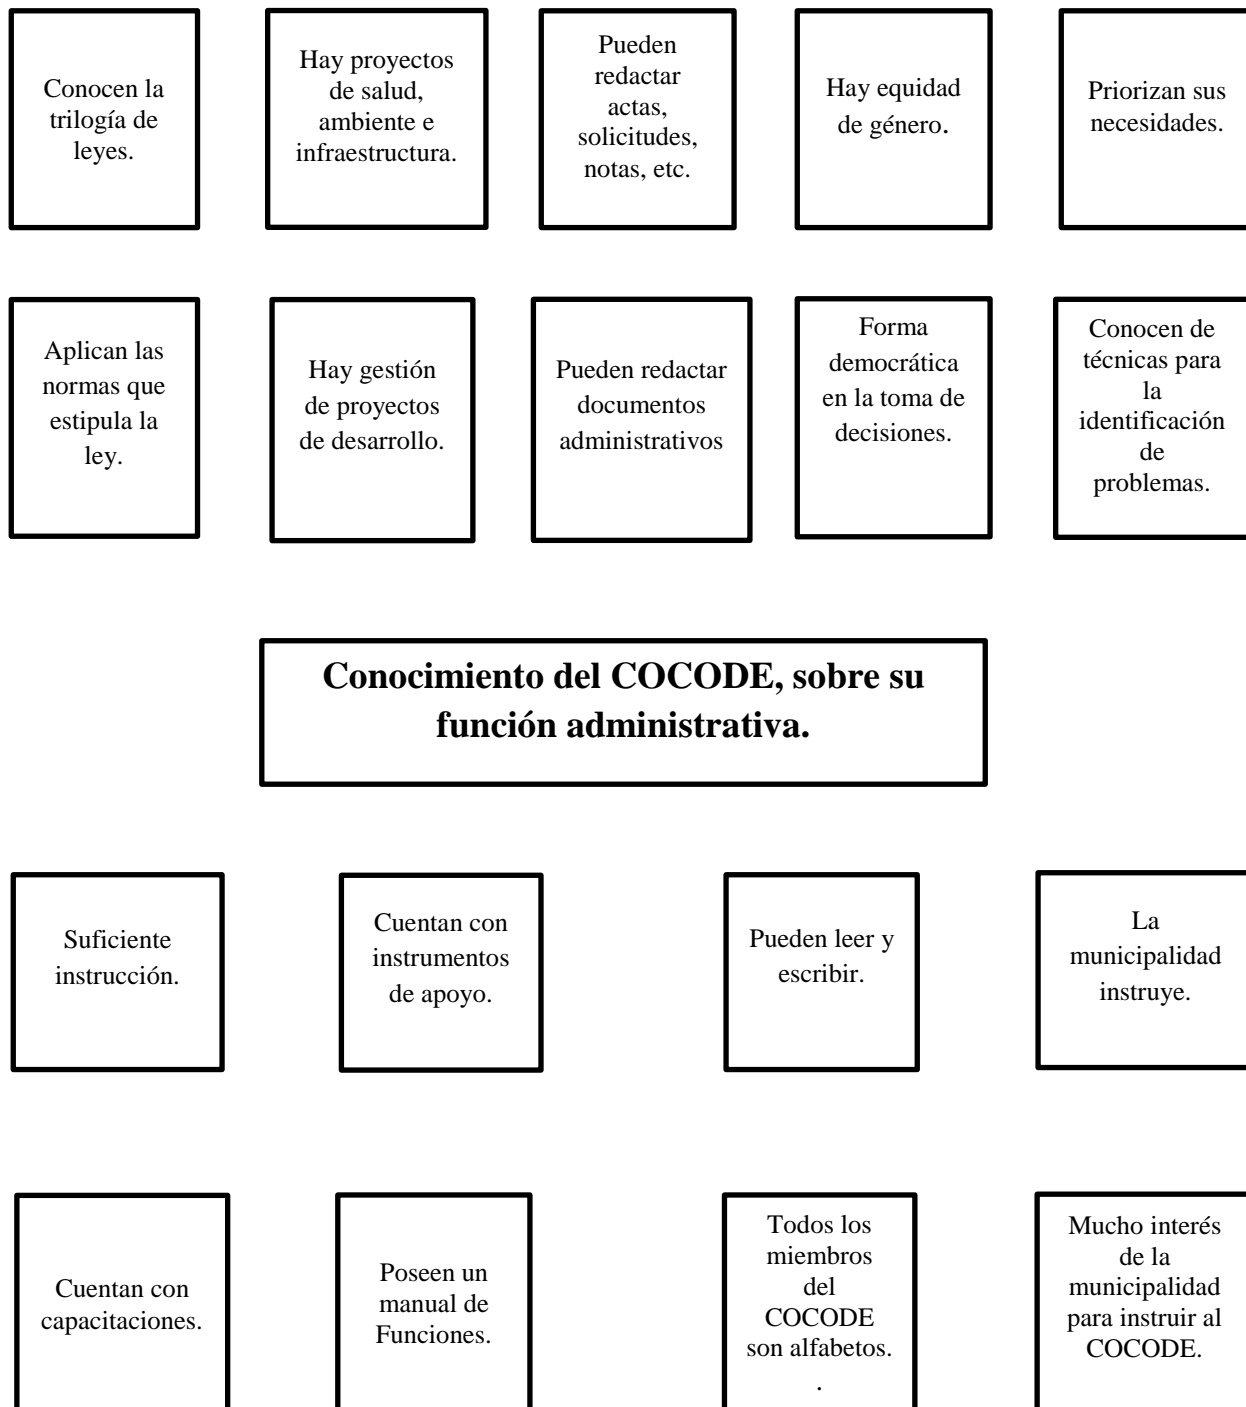 Conocen la
trilogía de
leyes.
Hay proyectos
de salud,
ambiente e
infraestructura.
Pueden
redactar
actas,
solicitudes,
notas, etc.
Hay equidad
de género.
Priorizan sus
necesidades.
Aplican las
normas que
estipula la
ley.
Hay gestión
de proyectos
de desarrollo.
Pueden redactar
documentos
administrativos
Forma
democrática
en la toma de
decisiones.
Conocen de
técnicas para
la
identificación
de
problemas.
Conocimiento del COCODE, sobre su
función administrativa.
Suficiente
instrucción.
Cuentan con
instrumentos
de apoyo.
Pueden leer y
escribir.
La
municipalidad
instruye.
Cuentan con
capacitaciones.
Poseen un
manual de
Funciones.
Todos los
miembros
del
COCODE
son alfabetos.
.
Mucho interés
de la
municipalidad
para instruir al
COCODE.